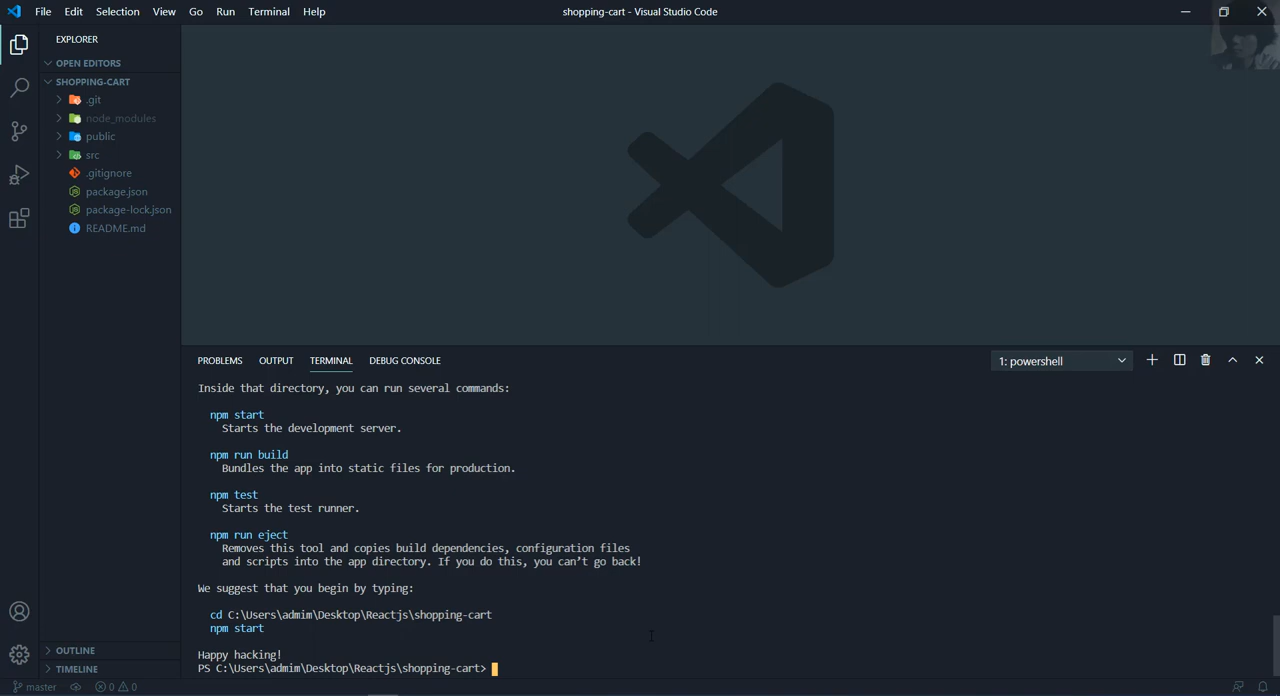 File Edit Selection View Go Run Terminal Help
shopping-cart - Visual Studio Code
EXPLORER
OPEN EDITORS
SHOPPING-CART
.git
node_modules
public
src
.gitignore
package.json
package-lock.json
README.md
OUTLINE
TIMELINE
PROBLEMS OUTPUT TERMINAL DEBUG CONSOLE
1: powershell
Inside that directory, you can run several commands:
npm start
Starts the development server.
npm run build
Bundles the app into static files for production.
npm test
Starts the test runner.
npm run eject
Removes this tool and copies build dependencies, configuration files
and scripts into the app directory. If you do this, you can’t go back!
We suggest that you begin by typing:
cd C:\Users\admim\Desktop\Reactjs\shopping-cart
npm start
Happy hacking!
PS C:\Users\admim\Desktop\Reactjs\shopping-cart>
master 0 0